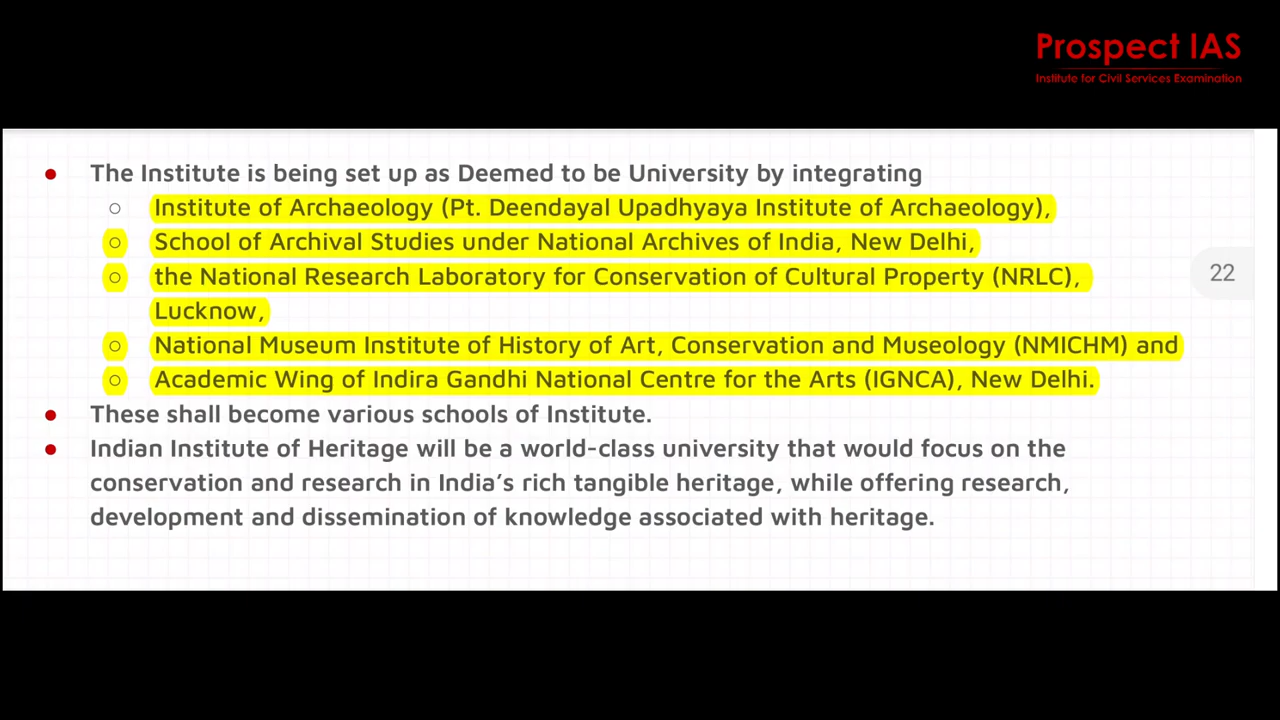 Prospect IAS
Institute for Civil Services Examination
● The Institute is being set up as Deemed to be University by integrating
○ Institute of Archaeology (Pt. Deendayal Upadhyaya Institute of Archaeology),
○ School of Archival Studies under National Archives of India, New Delhi,
○ the National Research Laboratory for Conservation of Cultural Property (NRLC),
Lucknow,
○ National Museum Institute of History of Art, Conservation and Museology (NMICHM) and
○ Academic Wing of Indira Gandhi National Centre for the Arts (IGNCA), New Delhi.
● These shall become various schools of Institute.
● Indian Institute of Heritage will be a world-class university that would focus on the
conservation and research in India’s rich tangible heritage, while offering research,
development and dissemination of knowledge associated with heritage.
22